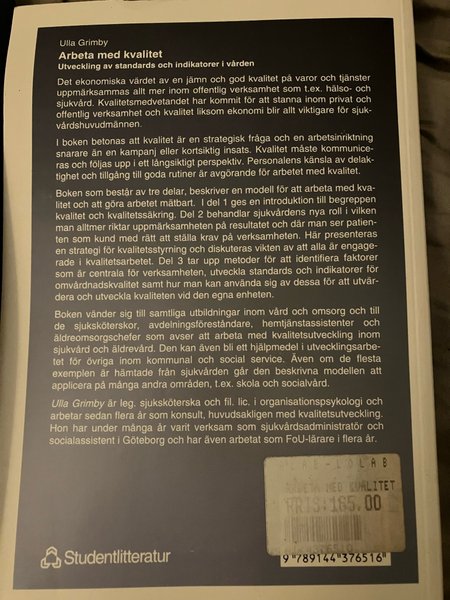 Ulla Grimby
Arbeta med kvalitet
Utveckling av standards och indikatorer i vården
Det ekonomiska värdet av en jämn och god kvalitet på varor och tjänster
uppmärksammas allt mer inom offentlig verksamhet som t.ex. hälso- och
sjukvård. Kvalitetsmedvetandet har kommit för att stanna inom privat och
offentlig verksamhet och kvalitet liksom ekonomi blir allt viktigare för sjuk-
vårdshuvudmännen.
I boken betonas att kvalitet är en strategisk fråga och en arbetsinriktning
snarare än en kampanj eller kortsiktig insats. Kvalitet måste kommunice-
ras och följas upp i ett långsiktigt perspektiv. Personalens känsla av delak-
tighet och tillgång till goda rutiner är avgörande för arbetet med kvalitet.
Boken som består av tre delar, beskriver en modell för att arbeta med kva-
litet och att göra arbetet mätbart. I del 1 ges en introduktion till begreppen
kvalitet och kvalitetssäkring. Del 2 behandlar sjukvårdens nya roll i vilken
man alltmer riktar uppmärksamheten på resultatet och där man ser patien-
ten som kund med rätt att ställa krav på verksamheten. Här presenteras
en strategi för kvalitetsstyrning och diskuteras vikten av att alla är engage-
rade i kvalitetsarbetet. Del 3 tar upp metoder för att identifiera faktorer
som är centrala för verksamheten, utveckla standards och indikatorer för
omvårdnadskvalitet samt hur man kan använda sig av dessa för att utvär-
dera och utveckla kvaliteten vid den egna enheten.
Boken vänder sig till samtliga utbildningar inom vård och omsorg och till
de sjuksköterskor, avdelningsföreståndare, hemtjänstassistenter och
äldreomsorgschefer som avser att arbeta med kvalitetsutveckling inom
sjukvård och äldrevård. Den kan även bli ett hjälpmedel i utvecklingsarbe-
tet för övriga inom kommunal och social service. Även om de flesta
exemplen är hämtade från sjukvården går den beskrivna modellen att
applicera på många andra områden, t.ex. skola och socialvård.
Ulla Grimby är leg. sjuksköterska och fil. lic. i organisationspsykologi och
arbetar sedan flera år som konsult, huvudsakligen med kvalitetsutveckling.
Hon har under många år varit verksam som sjukvårdsadministratör och
socialassistent i Göteborg och har även arbetat som FoU-lärare i flera år.
ARBETA MED KVALITET
PRIS:165.00
Studentlitteratur
9 789144 376516